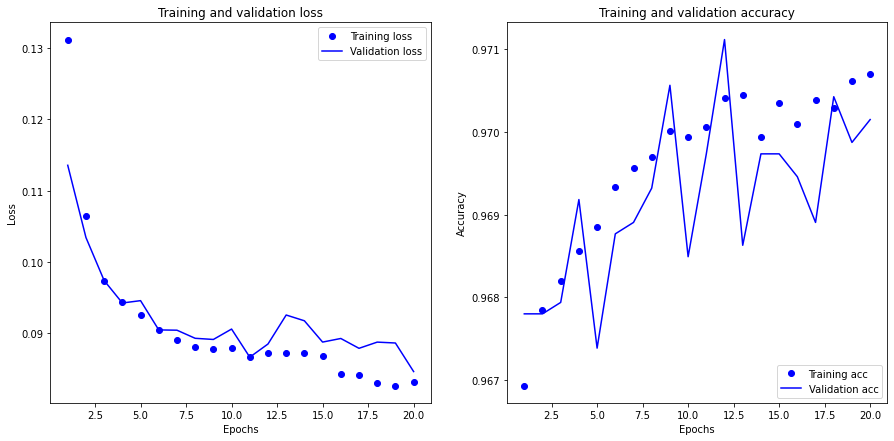 Training and validation loss
Training loss
Validation loss
0.13
0.12
0.11
0.10
0.09
Loss
2.5 5.0 7.5 10.0 12.5 15.0 17.5 20.0
Epochs
Training and validation accuracy
0.971
0.970
0.969
0.968
0.967
Accuracy
Training acc
Validation acc
2.5 5.0 7.5 10.0 12.5 15.0 17.5 20.0
Epochs